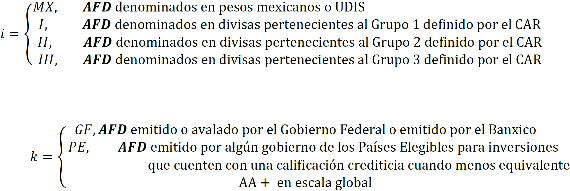 i = { MX, AFD denominados en pesos mexicanos o UDIS
I, AFD denominados en divisas pertenecientes al Grupo 1 definido por el CAR
II, AFD denominados en divisas pertenecientes al Grupo 2 definido por el CAR
III, AFD denominados en divisas pertenecientes al Grupo 3 definido por el CAR
k = { GF, AFD emitido o avalado por el Gobierno Federal o emitido por el Banxico
PE, AFD emitido por algún gobierno de los Países Elegibles para inversiones
que cuenten con una calificación crediticia cuando menos equivalente
AA+ en escala global